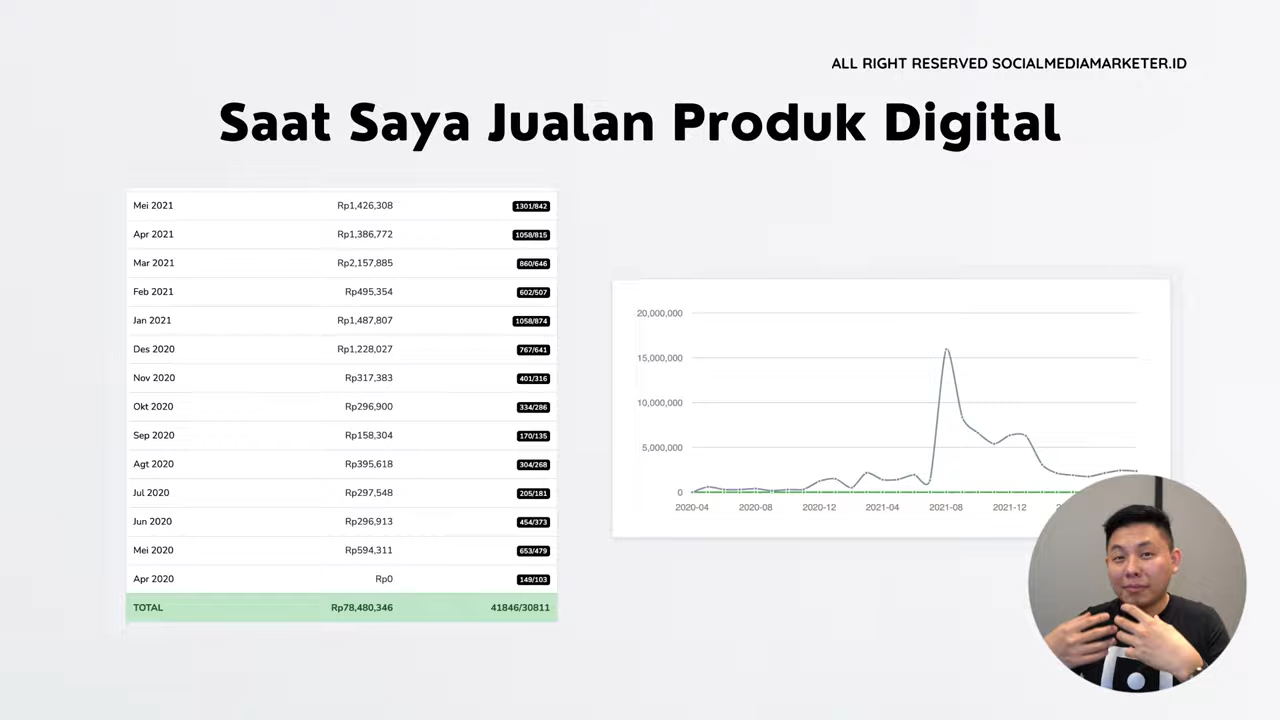 ALL RIGHT RESERVED SOCIALMEDIAMARKETER.ID
Saat Saya Jualan Produk Digital
Mei 2021 Rp1,426,308 1301/842
Apr 2021 Rp1,386,772 1058/815
Mar 2021 Rp2,157,885 860/646
Feb 2021 Rp495,354 602/507
Jan 2021 Rp1,487,807 1058/874
Des 2020 Rp1,228,027 767/641
Nov 2020 Rp317,383 401/316
Okt 2020 Rp296,900 334/286
Sep 2020 Rp158,304 170/135
Agt 2020 Rp395,618 304/268
Jul 2020 Rp297,548 205/181
Jun 2020 Rp296,913 454/373
Mei 2020 Rp594,311 653/479
Apr 2020 Rp0 149/103
TOTAL Rp78,480,346 41846/30811
20,000,000
15,000,000
10,000,000
5,000,000
0
2020-04 2020-08 2020-12 2021-04 2021-08 2021-12